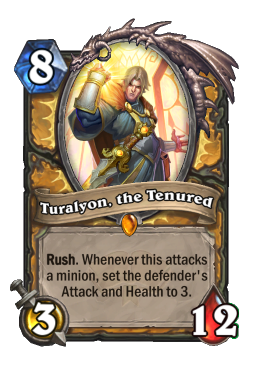 8
Turalyon, the Tenured
Rush. Whenever this attacks
a minion, set the defender's
Attack and Health to 3.
3
12